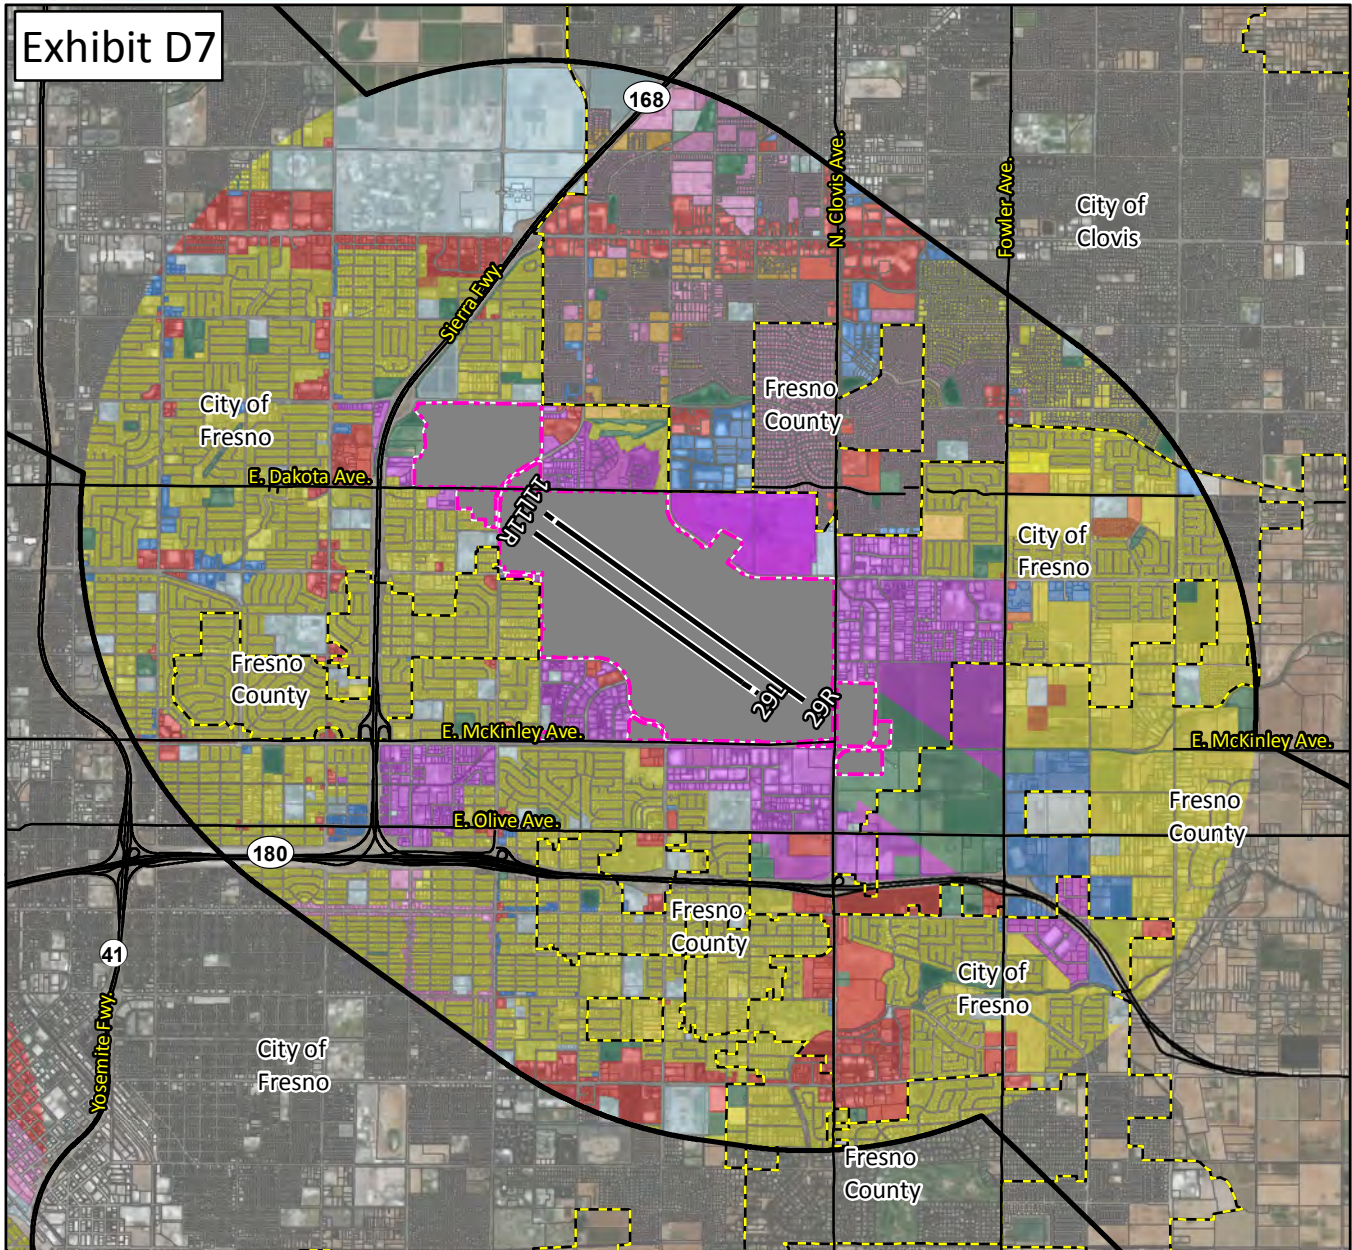 Exhibit D7
168
N. Clovis Ave.
Fowler Ave.
City of
Clovis
Sierra Fwy.
City of
Fresno
Fresno
County
E. Dakota Ave.
11L
11R
City of
Fresno
Fresno
County
29L
29R
E. McKinley Ave.
E. McKinley Ave.
Fresno
County
E. Olive Ave.
180
Fresno
County
41
City of
Fresno
Yosemite Fwy.
City of
Fresno
Fresno
County